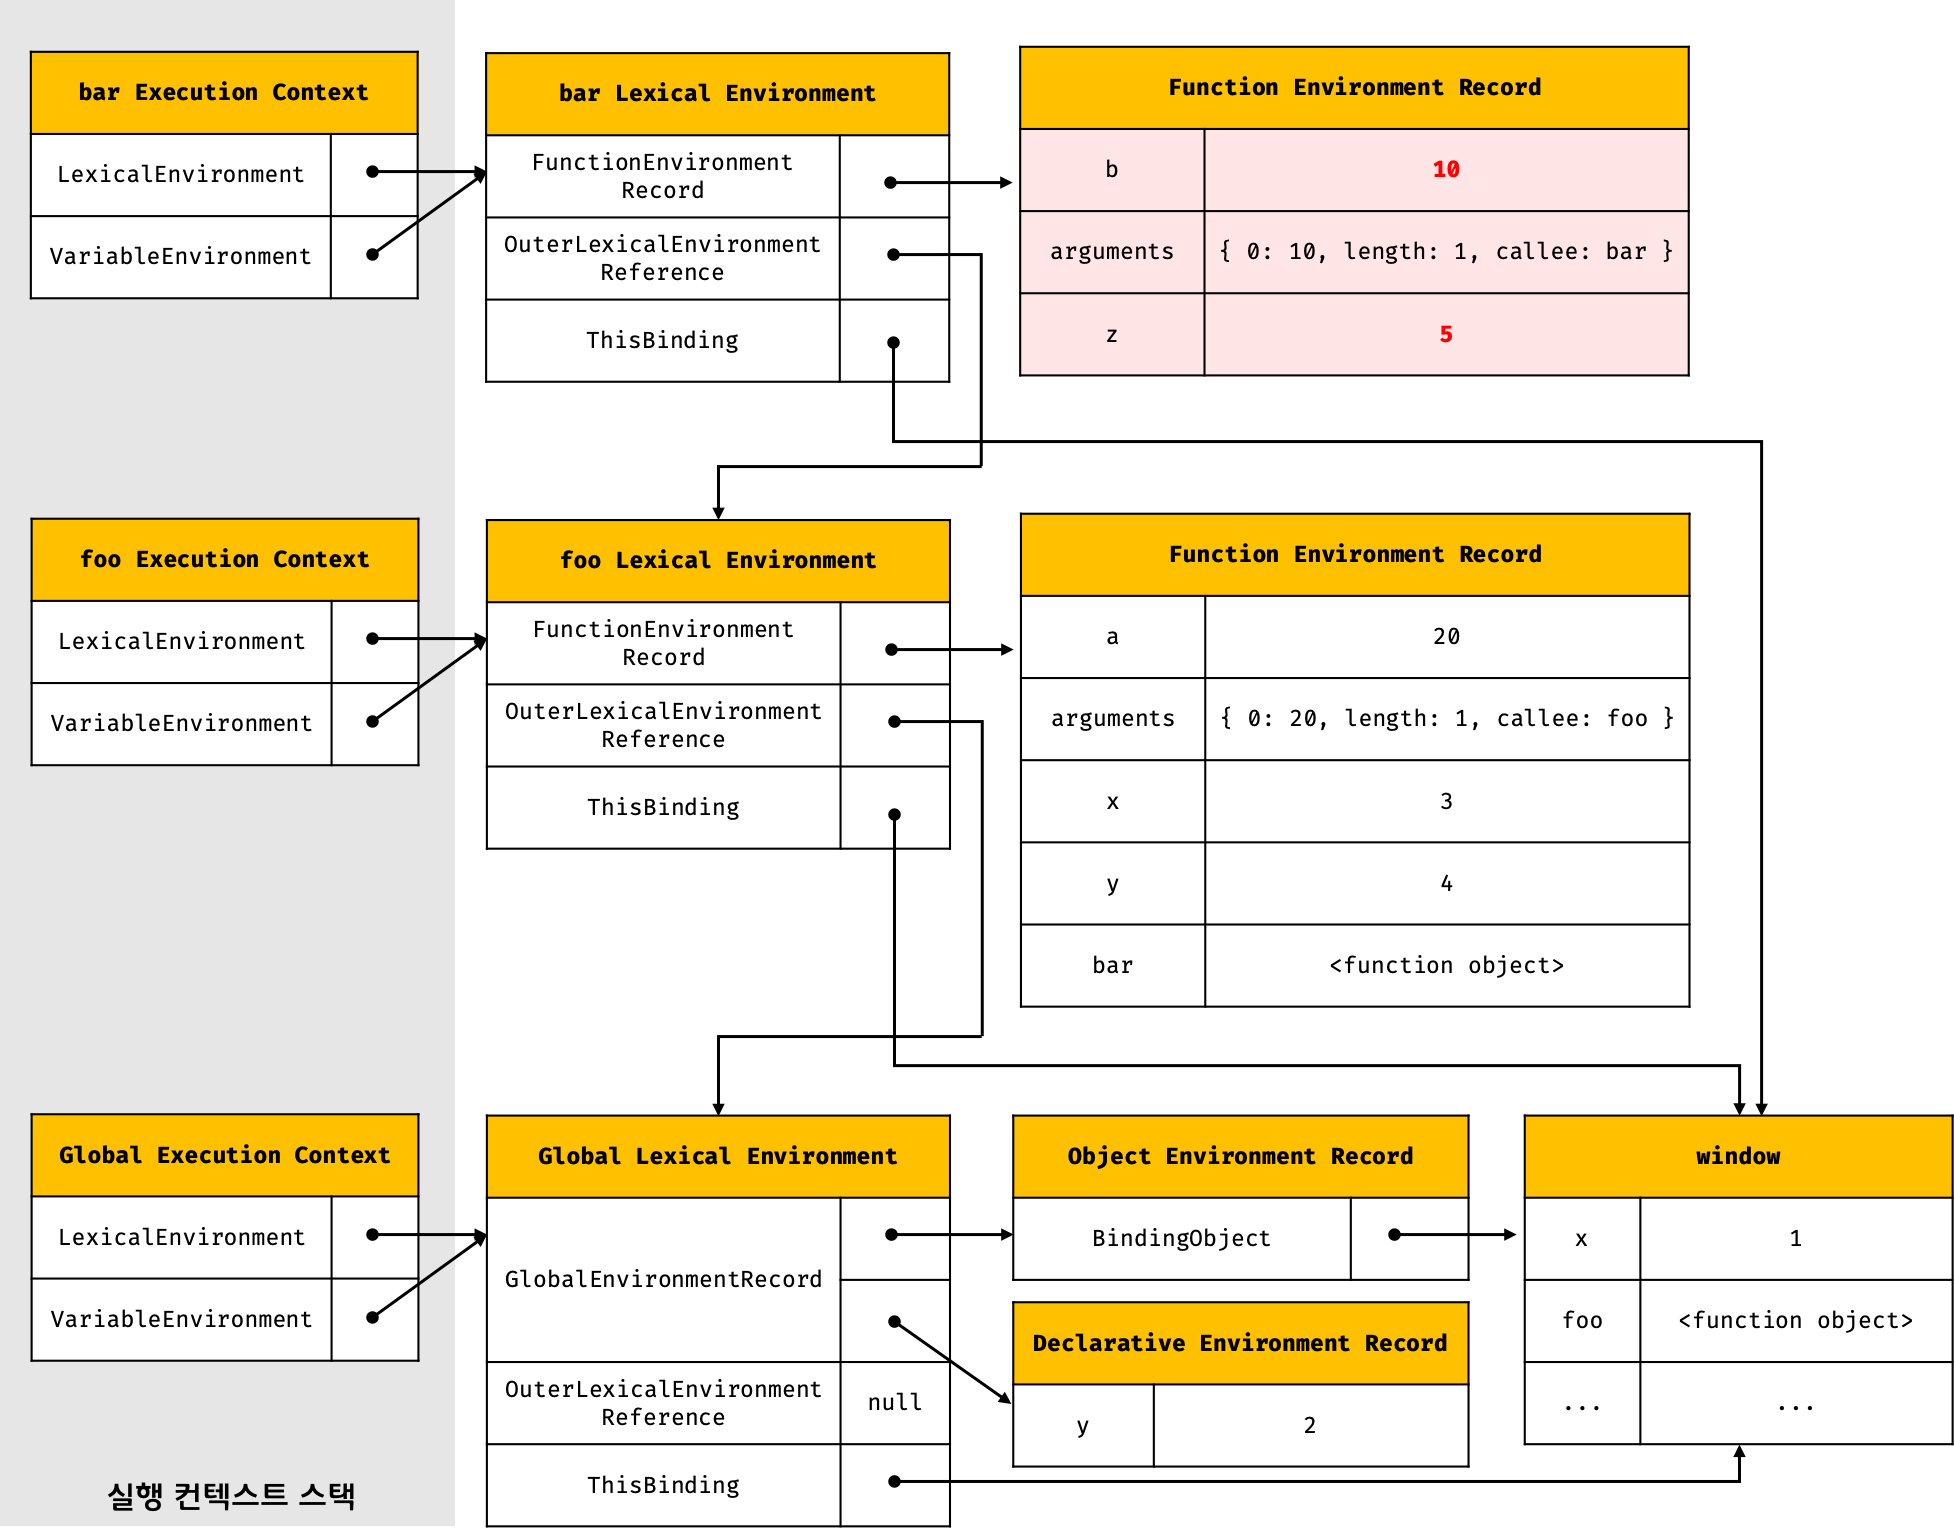 bar Execution Context
LexicalEnvironment
VariableEnvironment
bar Lexical Environment
FunctionEnvironment
Record
OuterLexicalEnvironment
Reference
ThisBinding
Function Environment Record
b 10
arguments { 0: 10, length: 1, callee: bar }
z 5
foo Execution Context
LexicalEnvironment
VariableEnvironment
foo Lexical Environment
FunctionEnvironment
Record
OuterLexicalEnvironment
Reference
ThisBinding
Function Environment Record
a 20
arguments { 0: 20, length: 1, callee: foo }
x 3
y 4
bar <function object>
Global Execution Context
LexicalEnvironment
VariableEnvironment
Global Lexical Environment
GlobalEnvironmentRecord
OuterLexicalEnvironment
Reference
null
ThisBinding
Object Environment Record
BindingObject
Declarative Environment Record
y 2
window
x 1
foo <function object>
... ...
실행 컨텍스트 스택